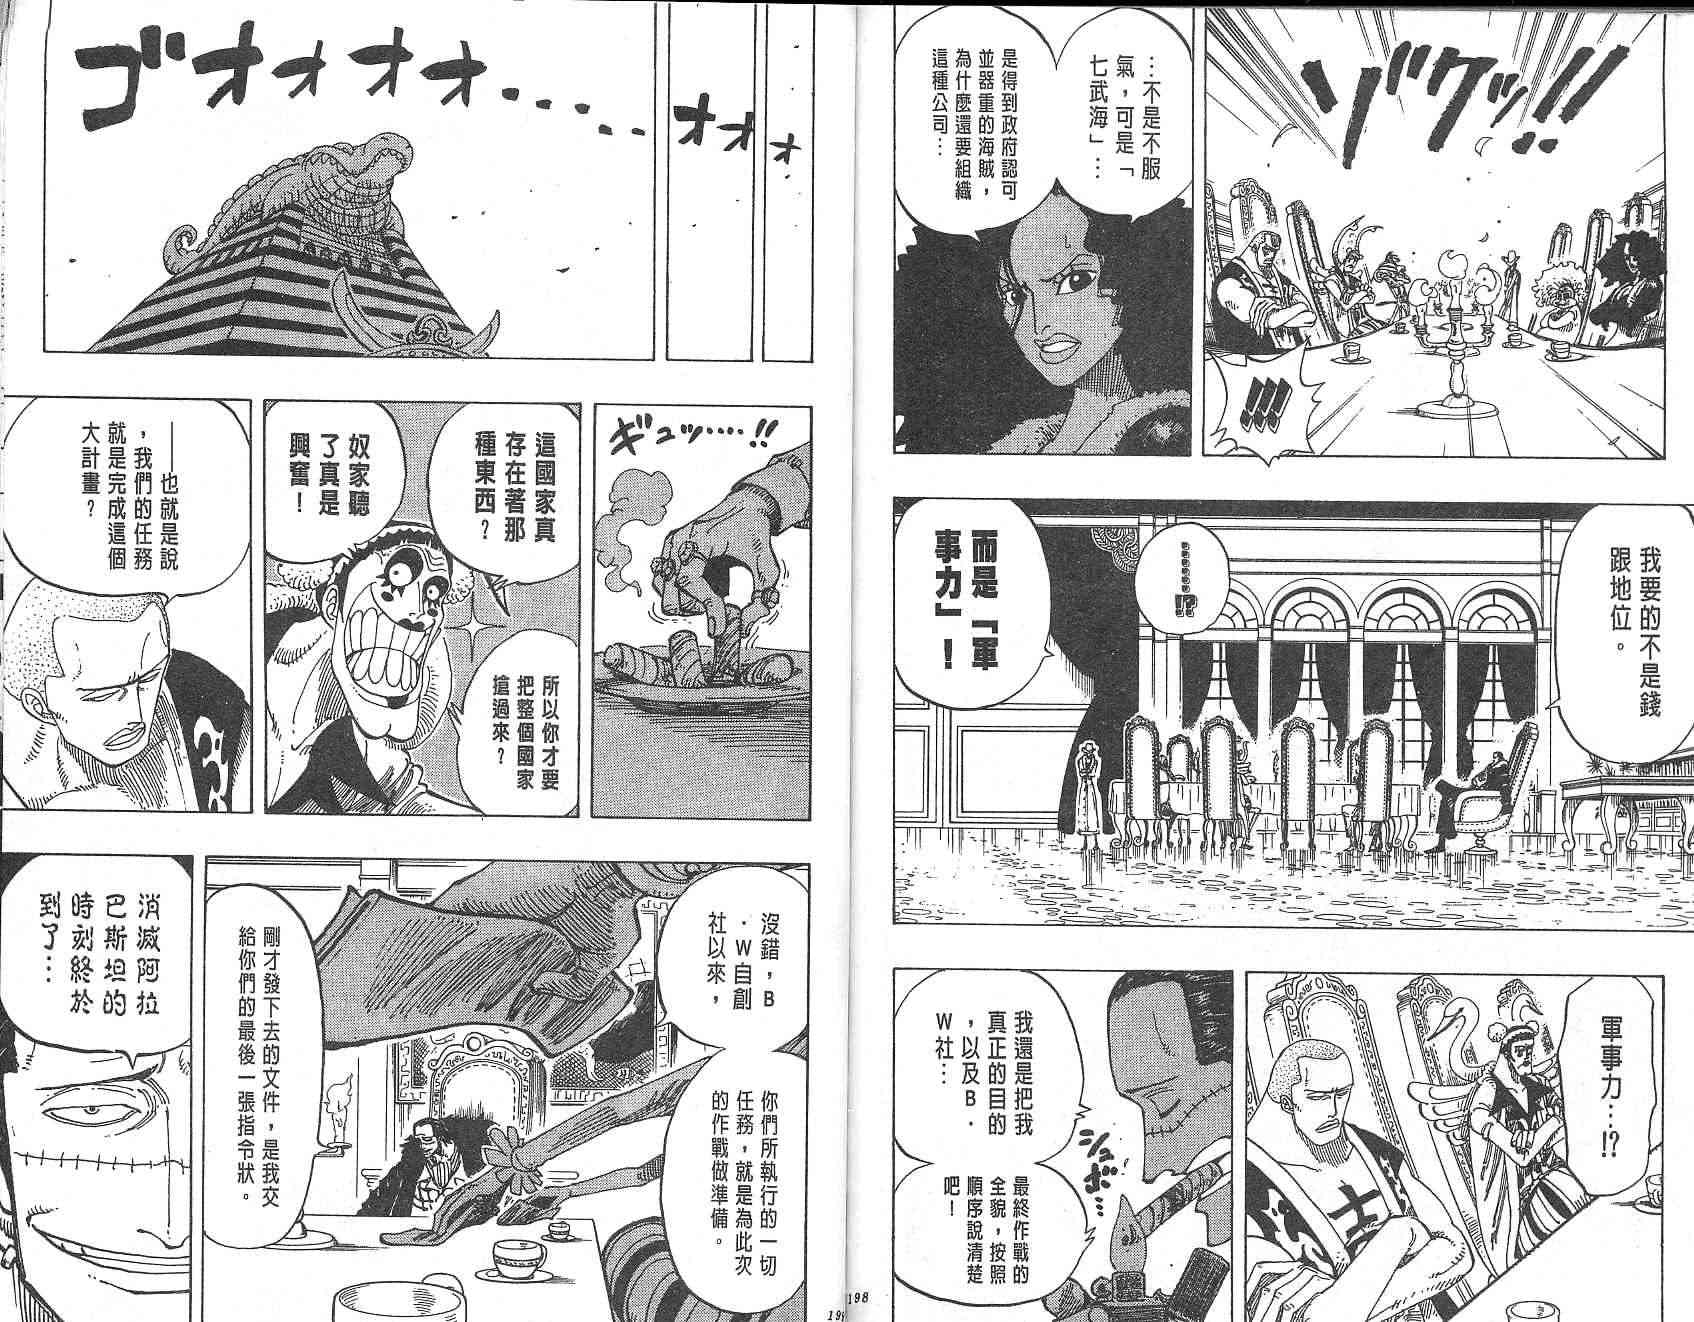 ゾクッ!!
!!!!
…不是不服
氣，可是「
七武海」…
是得到政府認可
並器重的海賊，
為什麼還要組織
這種公司…
我要的不是錢
跟地位。
……!?
而是「軍
事力」！
軍事力…!?
我還是把我
真正的目的
，以及B．
W社…
最終作戰的
全貌，按照
順序說清楚
吧！
シュボッ…
198
オオォ
ゴオオオオ……
ギュッ……!!
這國家真
存在著那
種東西？
奴家聽
了真是
興奮！
所以你才要
把整個國家
搶過來？
——也就是說
，我們的任務
就是完成這個
大計畫？
沒錯，B
．W自創
社以來，
你們所執行的一切
任務，就是為此次
的作戰做準備。
剛才發下去的文件，是我交
給你們的最後一張指令狀。
消滅阿拉
巴斯坦的
時刻終於
到了…